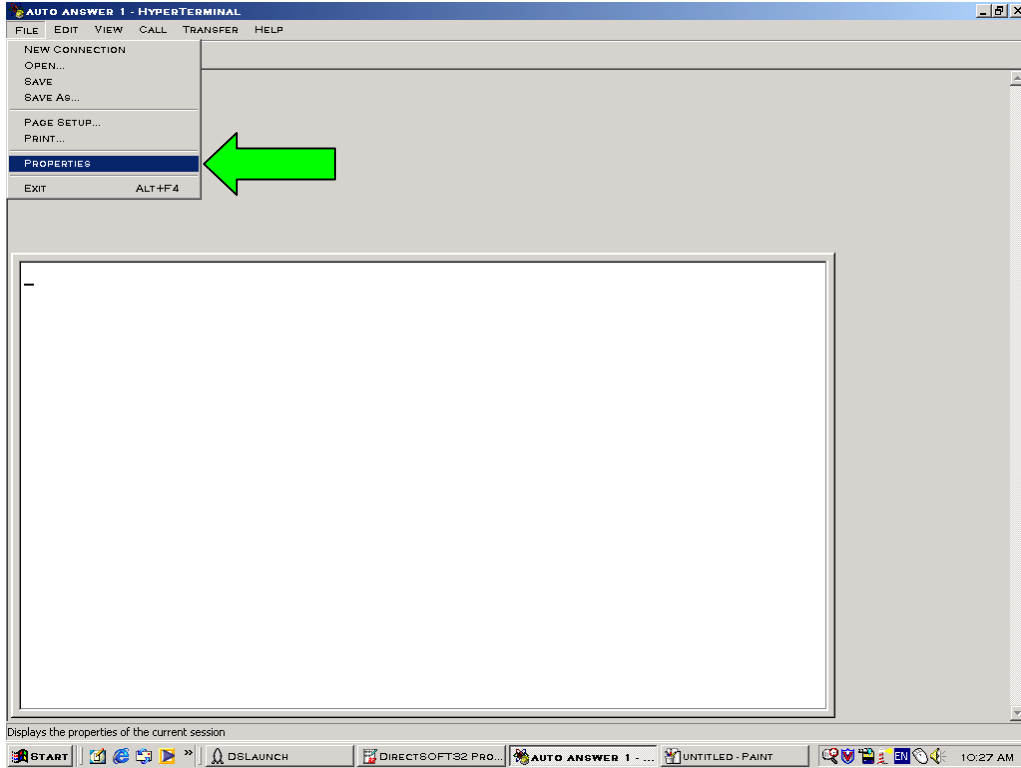 AUTO ANSWER 1 - HYPERTERMINAL
FILE EDIT VIEW CALL TRANSFER HELP
NEW CONNECTION
OPEN...
SAVE
SAVE AS...
PAGE SETUP...
PRINT...
PROPERTIES
EXIT ALT+F4
Displays the properties of the current session
START » DSLAUNCH DIRECTSOFT32 PRO... AUTO ANSWER 1 - ... UNTITLED - PAINT EN 10:27 AM